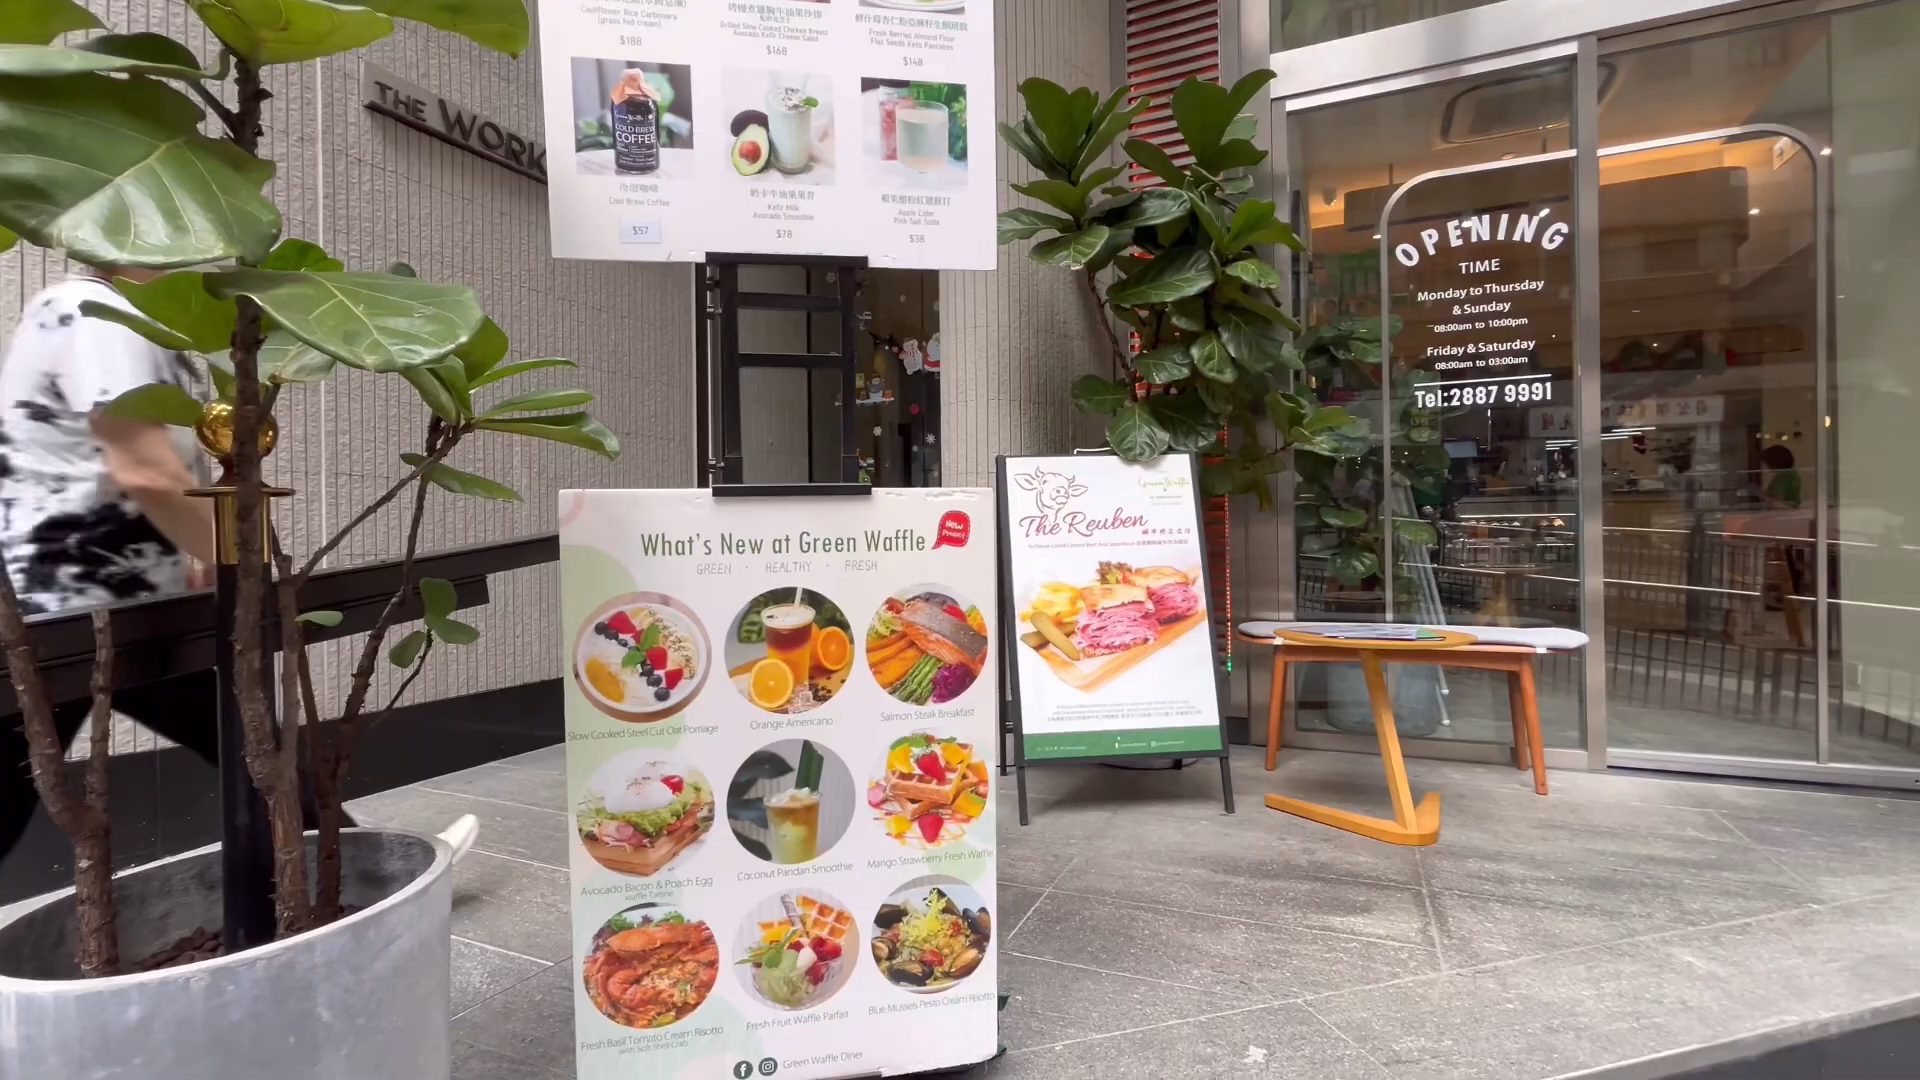 Cauliflower Rice Carbonara
(grass fed cream)
$188
Grilled Slow Cooked Chicken Breast
Avocado Kefir Cheese Salad
$168
Fresh Berries Almond Flour
Flax Seeds Keto Pancakes
$148
COLD BREW
COFFEE
冷泡咖啡
Cold Brew Coffee
$57
Kefir Milk
Avocado Smoothie
$78
Apple Cider
Pink Salt Soda
$38
THE WORK
What's New at Green Waffle
New
Product
GREEN · HEALTHY · FRESH
Slow Cooked Steel Cut Oat Porriage
Orange Americano
Salmon Steak Breakfast
Avocado Bacon & Poach Egg
Waffle Tartine
Coconut Pandan Smoothie
Mango Strawberry Fresh Waffle
Fresh Basil Tomato Cream Risotto
with Soft Shell Crab
Fresh Fruit Waffle Parfait
Blue Mussels Pesto Cream Risotto
Green Waffle Diner
Green Waffle
The Reuben
OPENING
TIME
Monday to Thursday
& Sunday
08:00am to 10:00pm
Friday & Saturday
08:00am to 03:00am
Tel:2887 9991